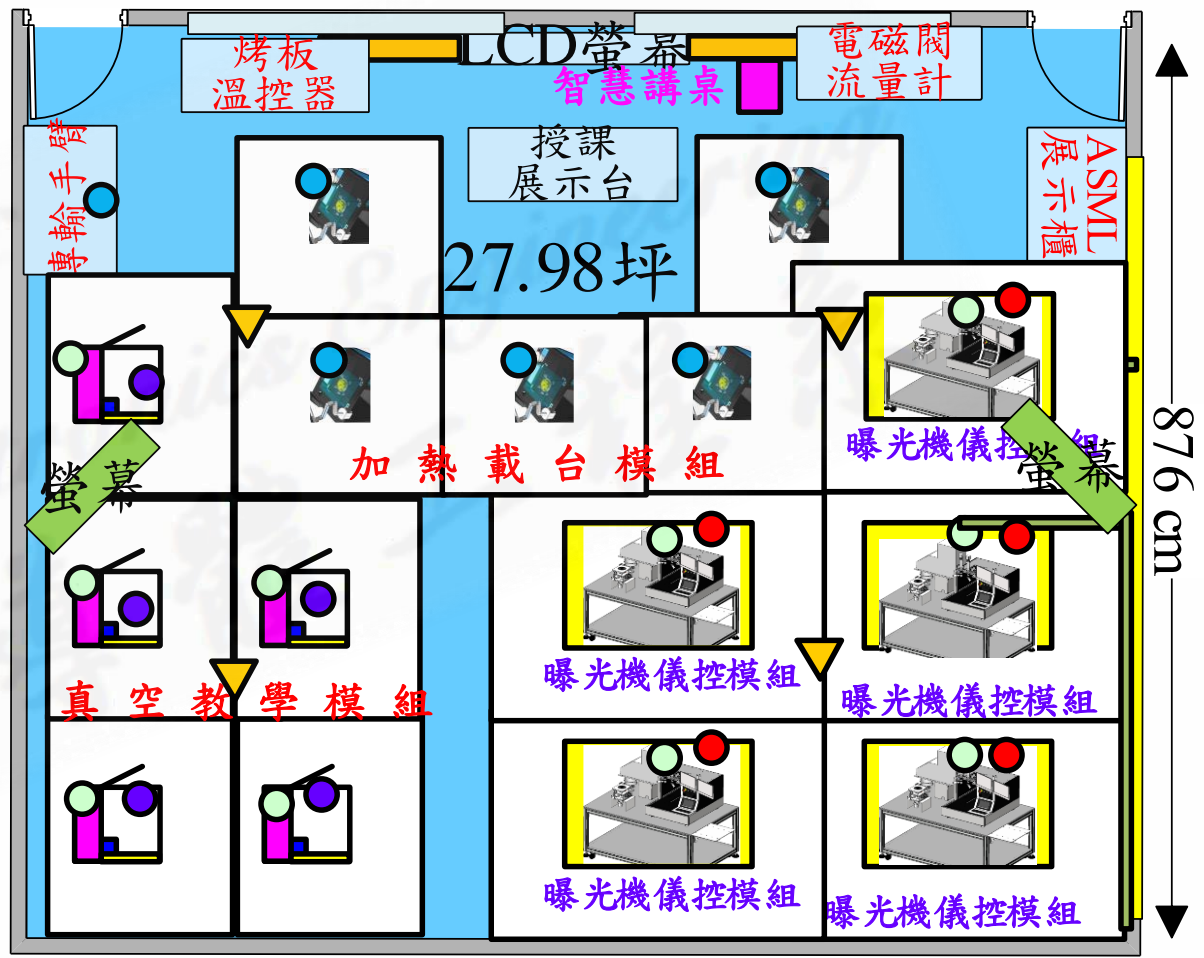 LCD螢幕
烤板
溫控器
智慧講桌
電磁閥
流量計
傳輸手臂
授課
展示台
ASML
展示櫃
27.98坪
曝光機儀控模組
加熱載台模組
螢幕
螢幕
876 cm
曝光機儀控模組
曝光機儀控模組
真空教學模組
曝光機儀控模組
曝光機儀控模組